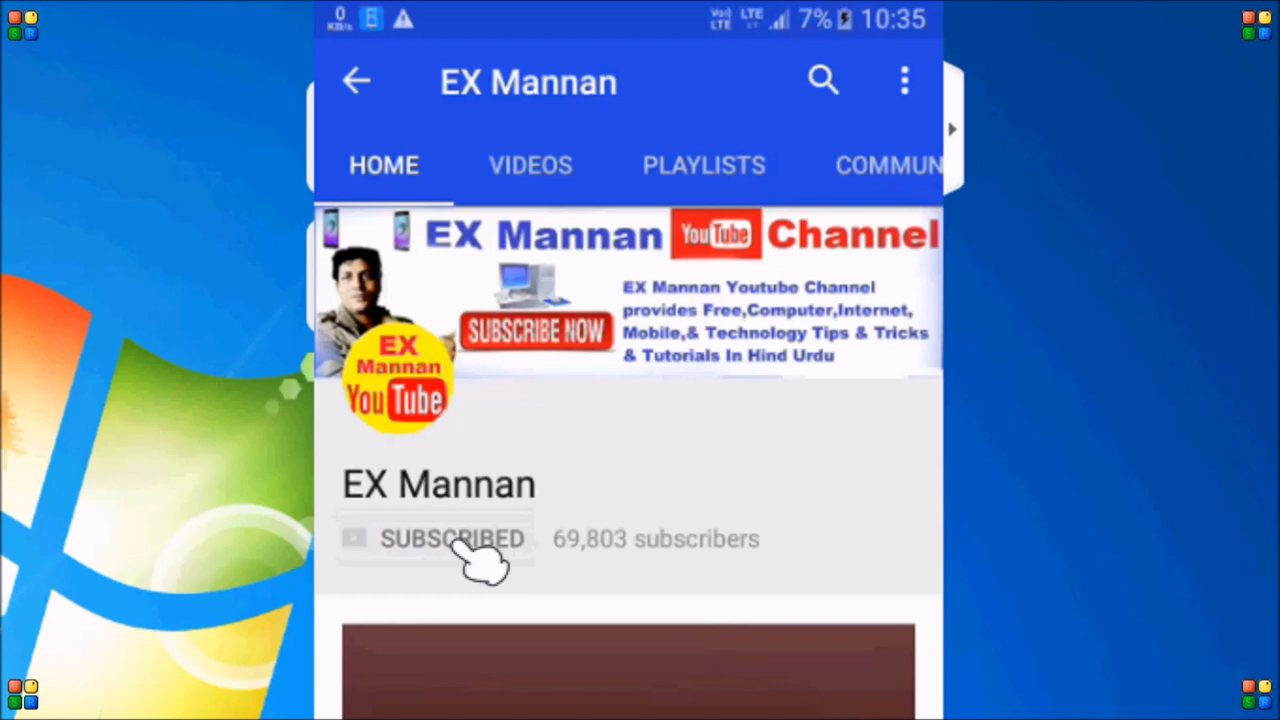 0
KB/s
VoLTE LTE 7% 10:35
EX Mannan
HOME VIDEOS PLAYLISTS COMMUN
EX Mannan YouTube Channel
EX Mannan Youtube Channel
provides Free,Computer,Internet,
Mobile,& Technology Tips & Tricks
& Tutorials In Hind Urdu
SUBSCRIBE NOW
EX
Mannan
YouTube
EX Mannan
SUBSCRIBED 69,803 subscribers
S R
S R
S R
S R